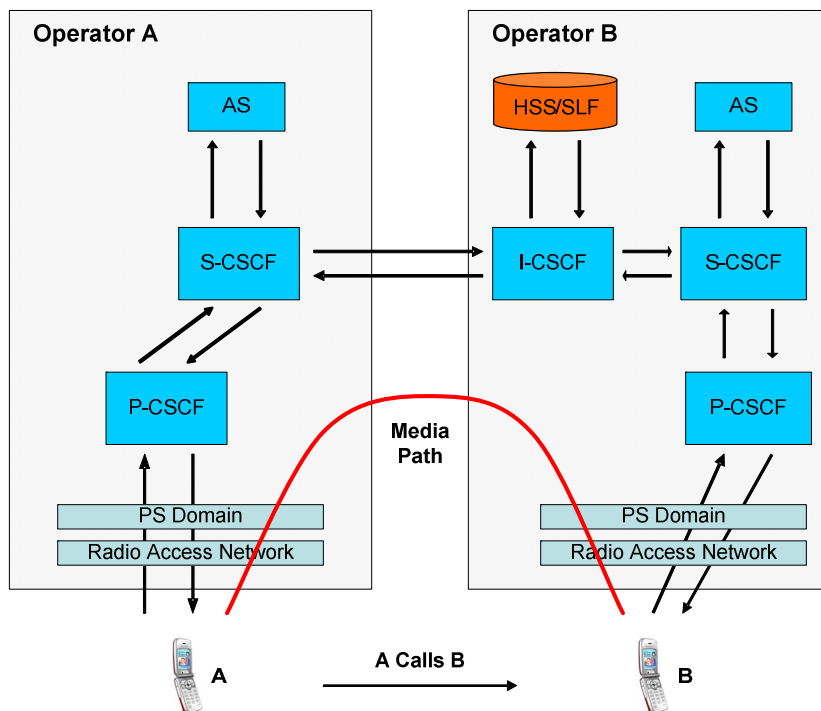 Operator A
Operator B
AS
HSS/SLF
AS
S-CSCF
I-CSCF
S-CSCF
P-CSCF
P-CSCF
Media
Path
PS Domain
PS Domain
Radio Access Network
Radio Access Network
A
A Calls B
B